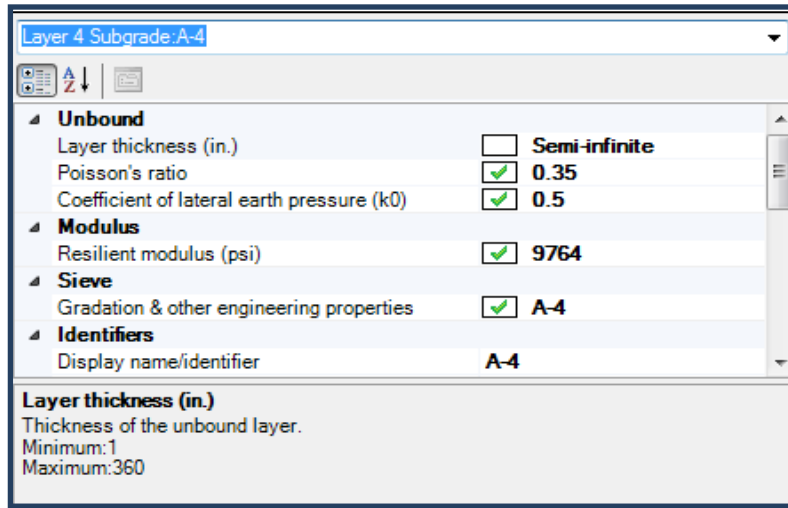 Layer 4 Subgrade:A-4
A Z
Unbound
Layer thickness (in.) Semi-infinite
Poisson's ratio 0.35
Coefficient of lateral earth pressure (k0) 0.5
Modulus
Resilient modulus (psi) 9764
Sieve
Gradation & other engineering properties A-4
Identifiers
Display name/identifier A-4
Layer thickness (in.)
Thickness of the unbound layer.
Minimum:1
Maximum:360